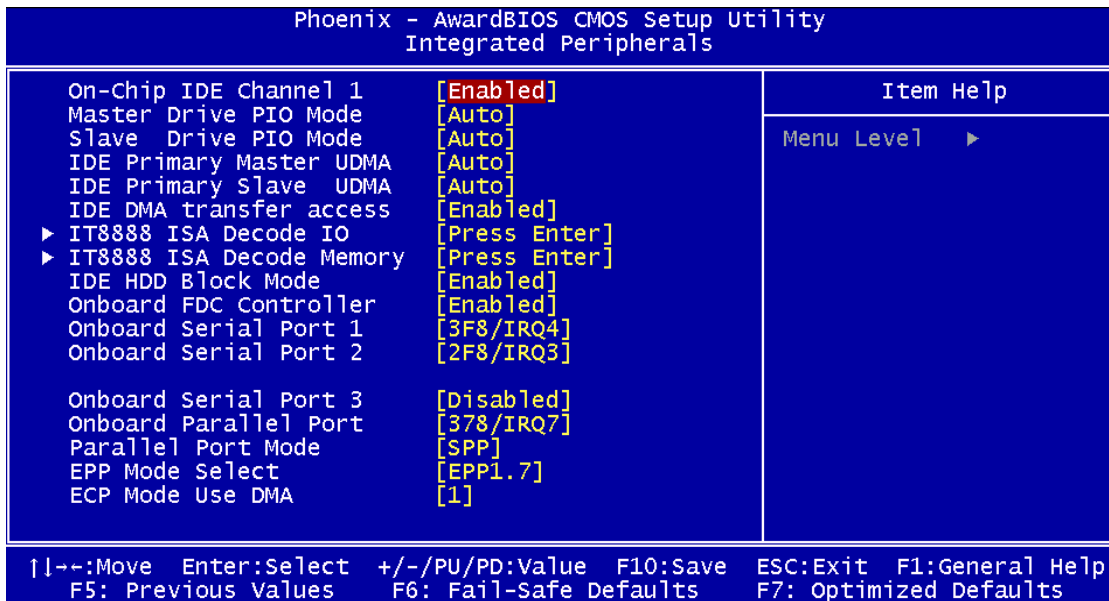 Phoenix - AwardBIOS CMOS Setup Utility
Integrated Peripherals
On-Chip IDE Channel 1 [Enabled]
Master Drive PIO Mode [Auto]
Slave Drive PIO Mode [Auto]
IDE Primary Master UDMA [Auto]
IDE Primary Slave UDMA [Auto]
IDE DMA transfer access [Enabled]
▶ IT8888 ISA Decode IO [Press Enter]
▶ IT8888 ISA Decode Memory [Press Enter]
IDE HDD Block Mode [Enabled]
Onboard FDC Controller [Enabled]
Onboard Serial Port 1 [3F8/IRQ4]
Onboard Serial Port 2 [2F8/IRQ3]
Onboard Serial Port 3 [Disabled]
Onboard Parallel Port [378/IRQ7]
Parallel Port Mode [SPP]
EPP Mode Select [EPP1.7]
ECP Mode Use DMA [1]
Item Help
Menu Level ▶
↑↓→←:Move Enter:Select +/-/PU/PD:Value F10:Save ESC:Exit F1:General Help
F5: Previous Values F6: Fail-Safe Defaults F7: Optimized Defaults